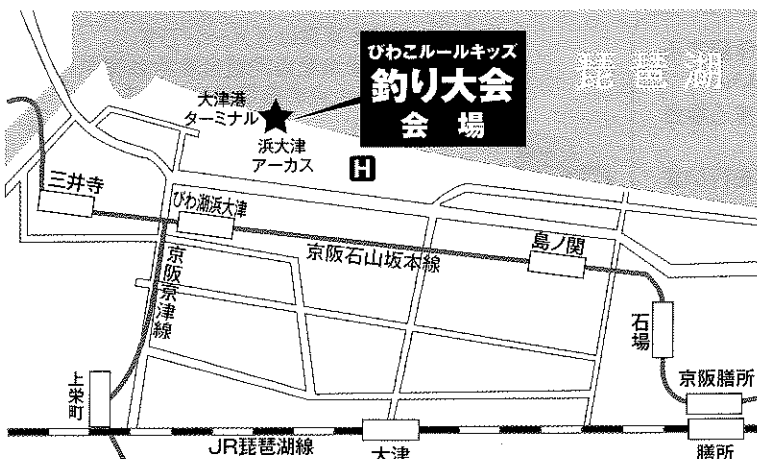 びわこルールキッズ
釣り大会
会場
琵琶湖
大津港
ターミナル
浜大津
アーカス
H
三井寺
びわ湖浜大津
京阪石山坂本線
島ノ関
京阪京津線
石場
上栄町
京阪膳所
JR琵琶湖線
大津
膳所